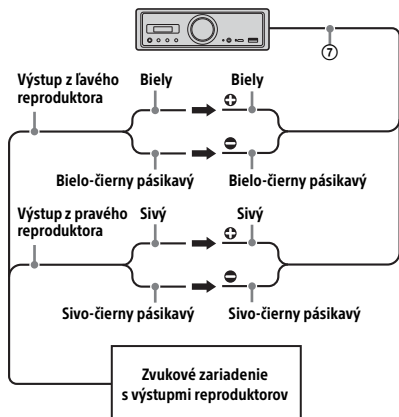 ⑦
Výstup z ľavého
reproduktora
Biely
Biely
Bielo-čierny pásikavý
Bielo-čierny pásikavý
Výstup z pravého
reproduktora
Sivý
Sivý
Sivo-čierny pásikavý
Sivo-čierny pásikavý
Zvukové zariadenie
s výstupmi reproduktorov